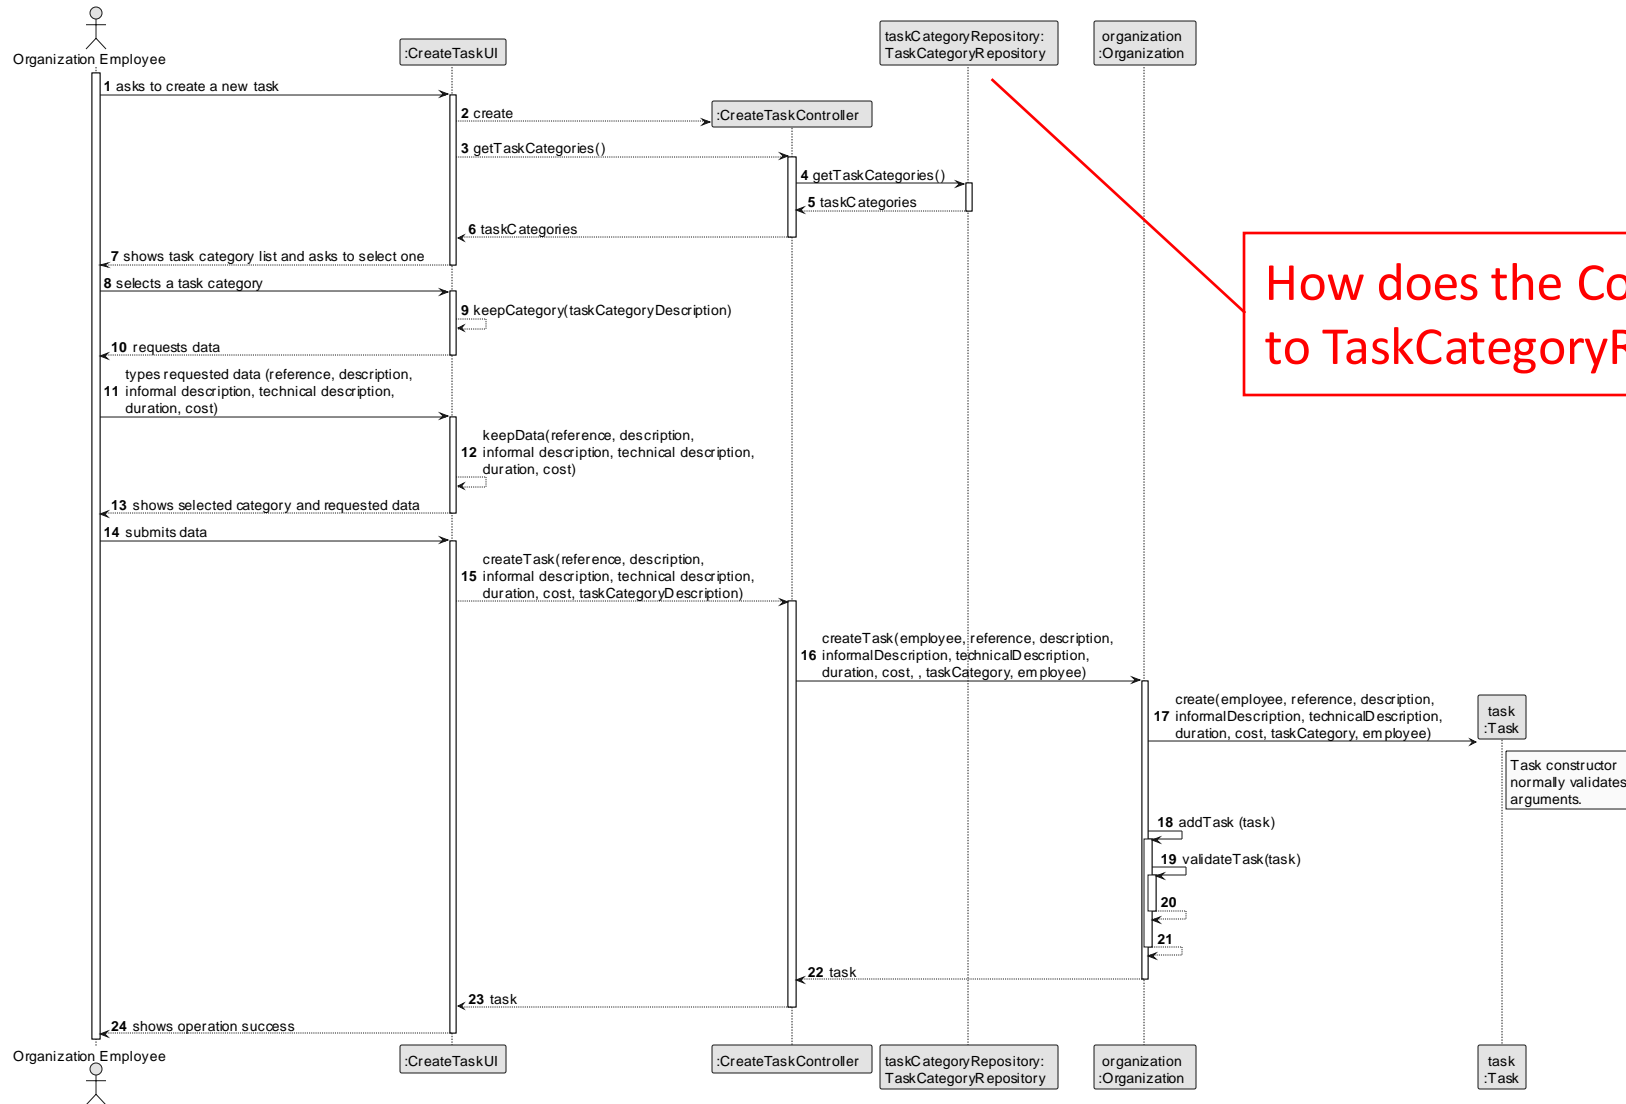 Organization Employee
:CreateTaskUI
taskCategoryRepository:
TaskCategoryRepository
organization
:Organization
1 asks to create a new task
2 create
:CreateTaskController
3 getTaskCategories()
4 getTaskCategories()
5 taskCategories
6 taskCategories
7 shows task category list and asks to select one
8 selects a task category
9 keepCategory(taskCategoryDescription)
10 requests data
How does the Co
to TaskCategoryR
types requested data (reference, description,
11 informal description, technical description,
duration, cost)
keepData(reference, description,
12 informal description, technical description,
duration, cost)
13 shows selected category and requested data
14 submits data
createTask(reference, description,
15 informal description, technical description,
duration, cost, taskCategoryDescription)
createTask(employee, reference, description,
16 informalDescription, technicalDescription,
duration, cost, , taskCategory, employee)
create(employee, reference, description,
17 informalDescription, technicalDescription,
duration, cost, taskCategory, employee)
task
:Task
Task constructor
normally validates
arguments.
18 addTask (task)
19 validateTask(task)
20
21
22 task
23 task
24 shows operation success
Organization Employee
:CreateTaskUI
:CreateTaskController
taskCategoryRepository:
TaskCategoryRepository
organization
:Organization
task
:Task